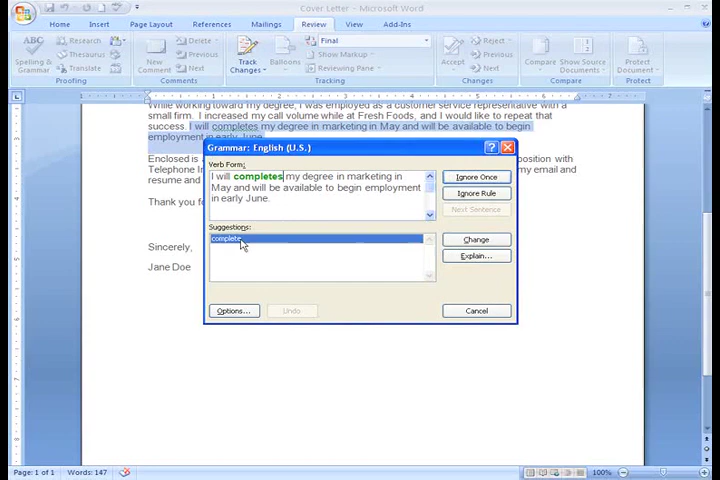 Cover Letter - Microsoft Word
Home Insert Page Layout References Mailings Review View Add-Ins
ABC
Spelling & Grammar
Research
Thesaurus
Translate
Proofing
New Comment
Delete
Previous
Next
Comments
Track Changes
Balloons
Final
Show Markup
Reviewing Pane
Tracking
Accept
Reject
Previous
Next
Changes
Compare
Show Source Documents
Compare
Protect Document
Protect
While working toward my degree, I was employed as a customer service representative with a
small firm. I increased my call volume while at Fresh Foods, and I would like to repeat that
success. I will completes my degree in marketing in May and will be available to begin
employment in early June.
Enclosed is
position with
Telephone In
my email and
resume and
Thank you fo
Sincerely,
Jane Doe
Grammar: English (U.S.)
Verb Form:
I will completes my degree in marketing in
May and will be available to begin employment
in early June.
Ignore Once
Ignore Rule
Next Sentence
Suggestions:
complete
Change
Explain...
Options...
Undo
Cancel
Page: 1 of 1 Words: 147
100%